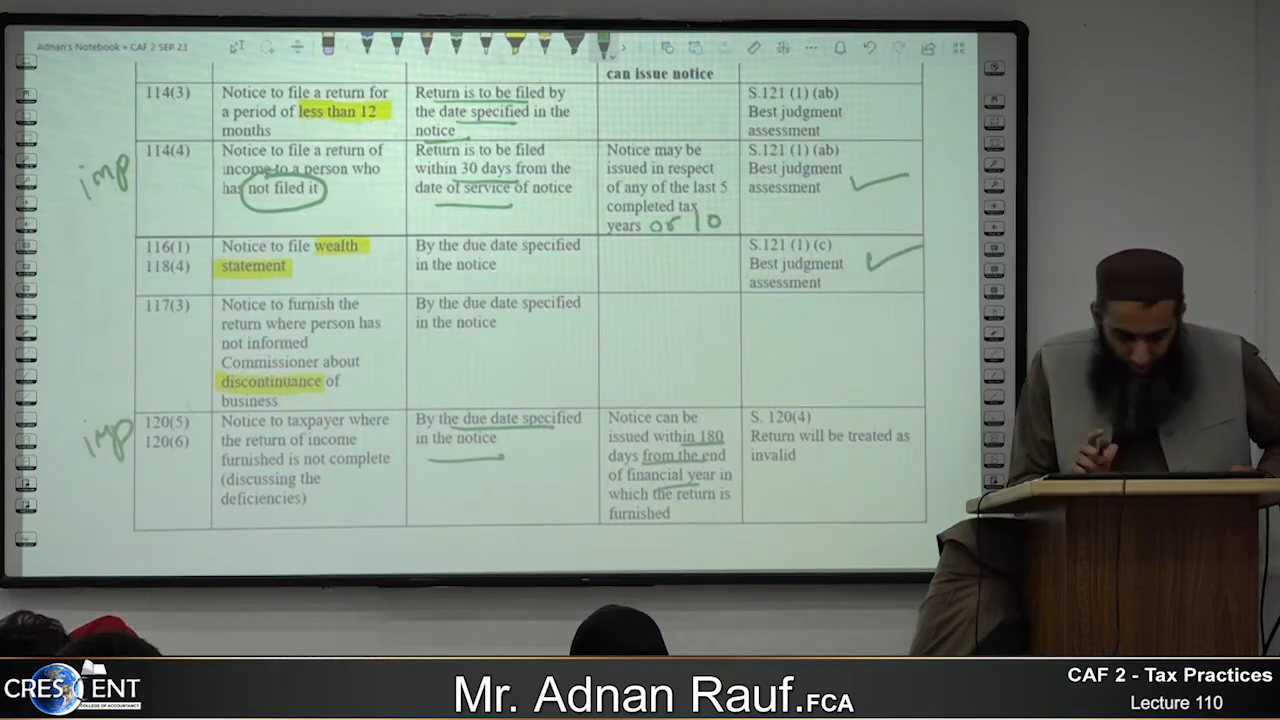 Adnan's Notebook = CAF 2 SEP 23
can issue notice
114(3)
Notice to file a return for
a period of less than 12
months
Return is to be filed by
the date specified in the
notice
S.121 (1) (ab)
Best judgment
assessment
imp
114(4)
Notice to file a return of
income to a person who
has not filed it
Return is to be filed
within 30 days from the
date of service of notice
Notice may be
issued in respect
of any of the last 5
completed tax
years or 10
S.121 (1) (ab)
Best judgment
assessment
116(1)
118(4)
Notice to file wealth
statement
By the due date specified
in the notice
S.121 (1) (c)
Best judgment
assessment
117(3)
Notice to furnish the
return where person has
not informed
Commissioner about
discontinuance of
business
By the due date specified
in the notice
imp
120(5)
120(6)
Notice to taxpayer where
the return of income
furnished is not complete
(discussing the
deficiencies)
By the due date specified
in the notice
Notice can be
issued within 180
days from the end
of financial year in
which the return is
furnished
S. 120(4)
Return will be treated as
invalid
CRESCENT
COLLEGE OF ACCOUNTANCY
Mr. Adnan Rauf.FCA
CAF 2 - Tax Practices
Lecture 110